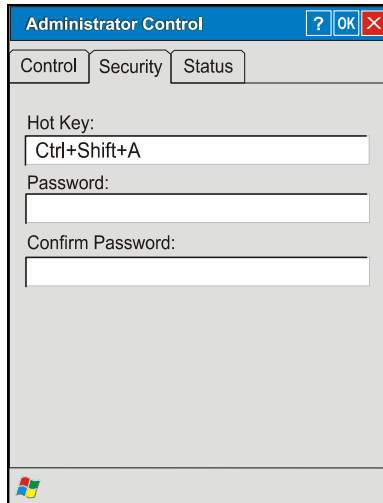 Administrator Control ? OK X
Control Security Status
Hot Key:
Ctrl+Shift+A
Password:
Confirm Password: